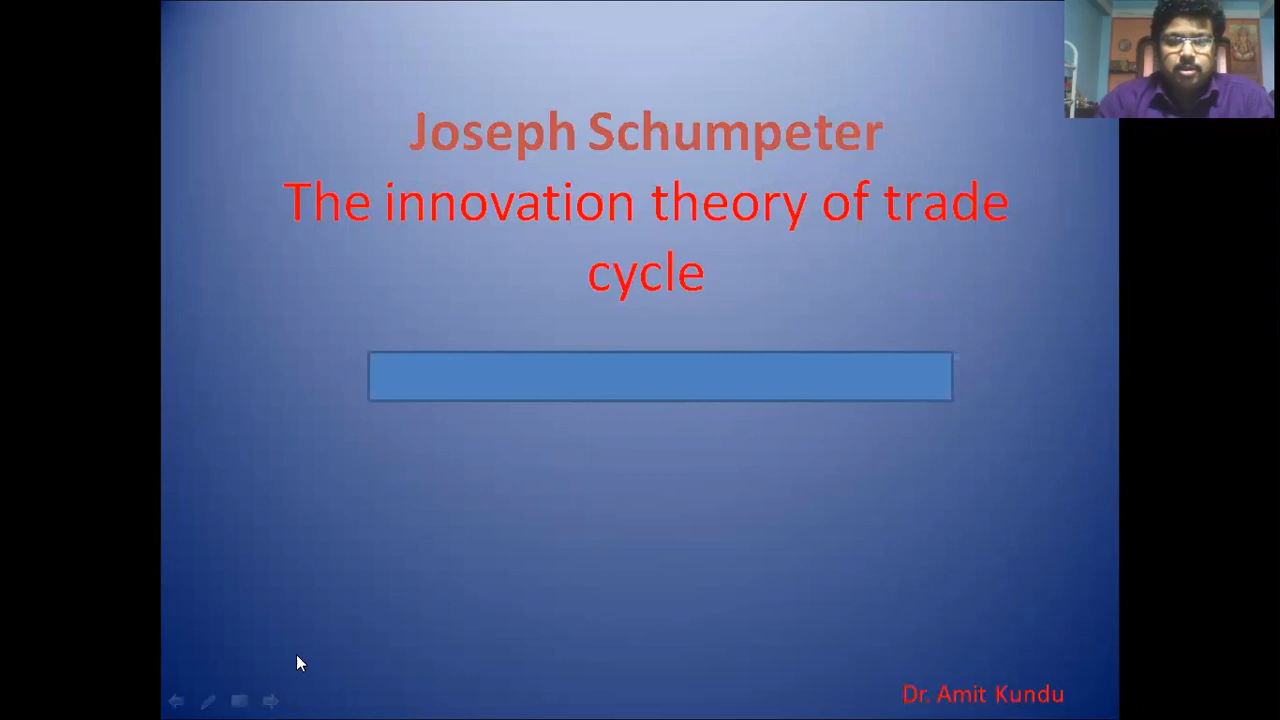 Joseph Schumpeter
The innovation theory of trade
cycle
Dr. Amit Kundu